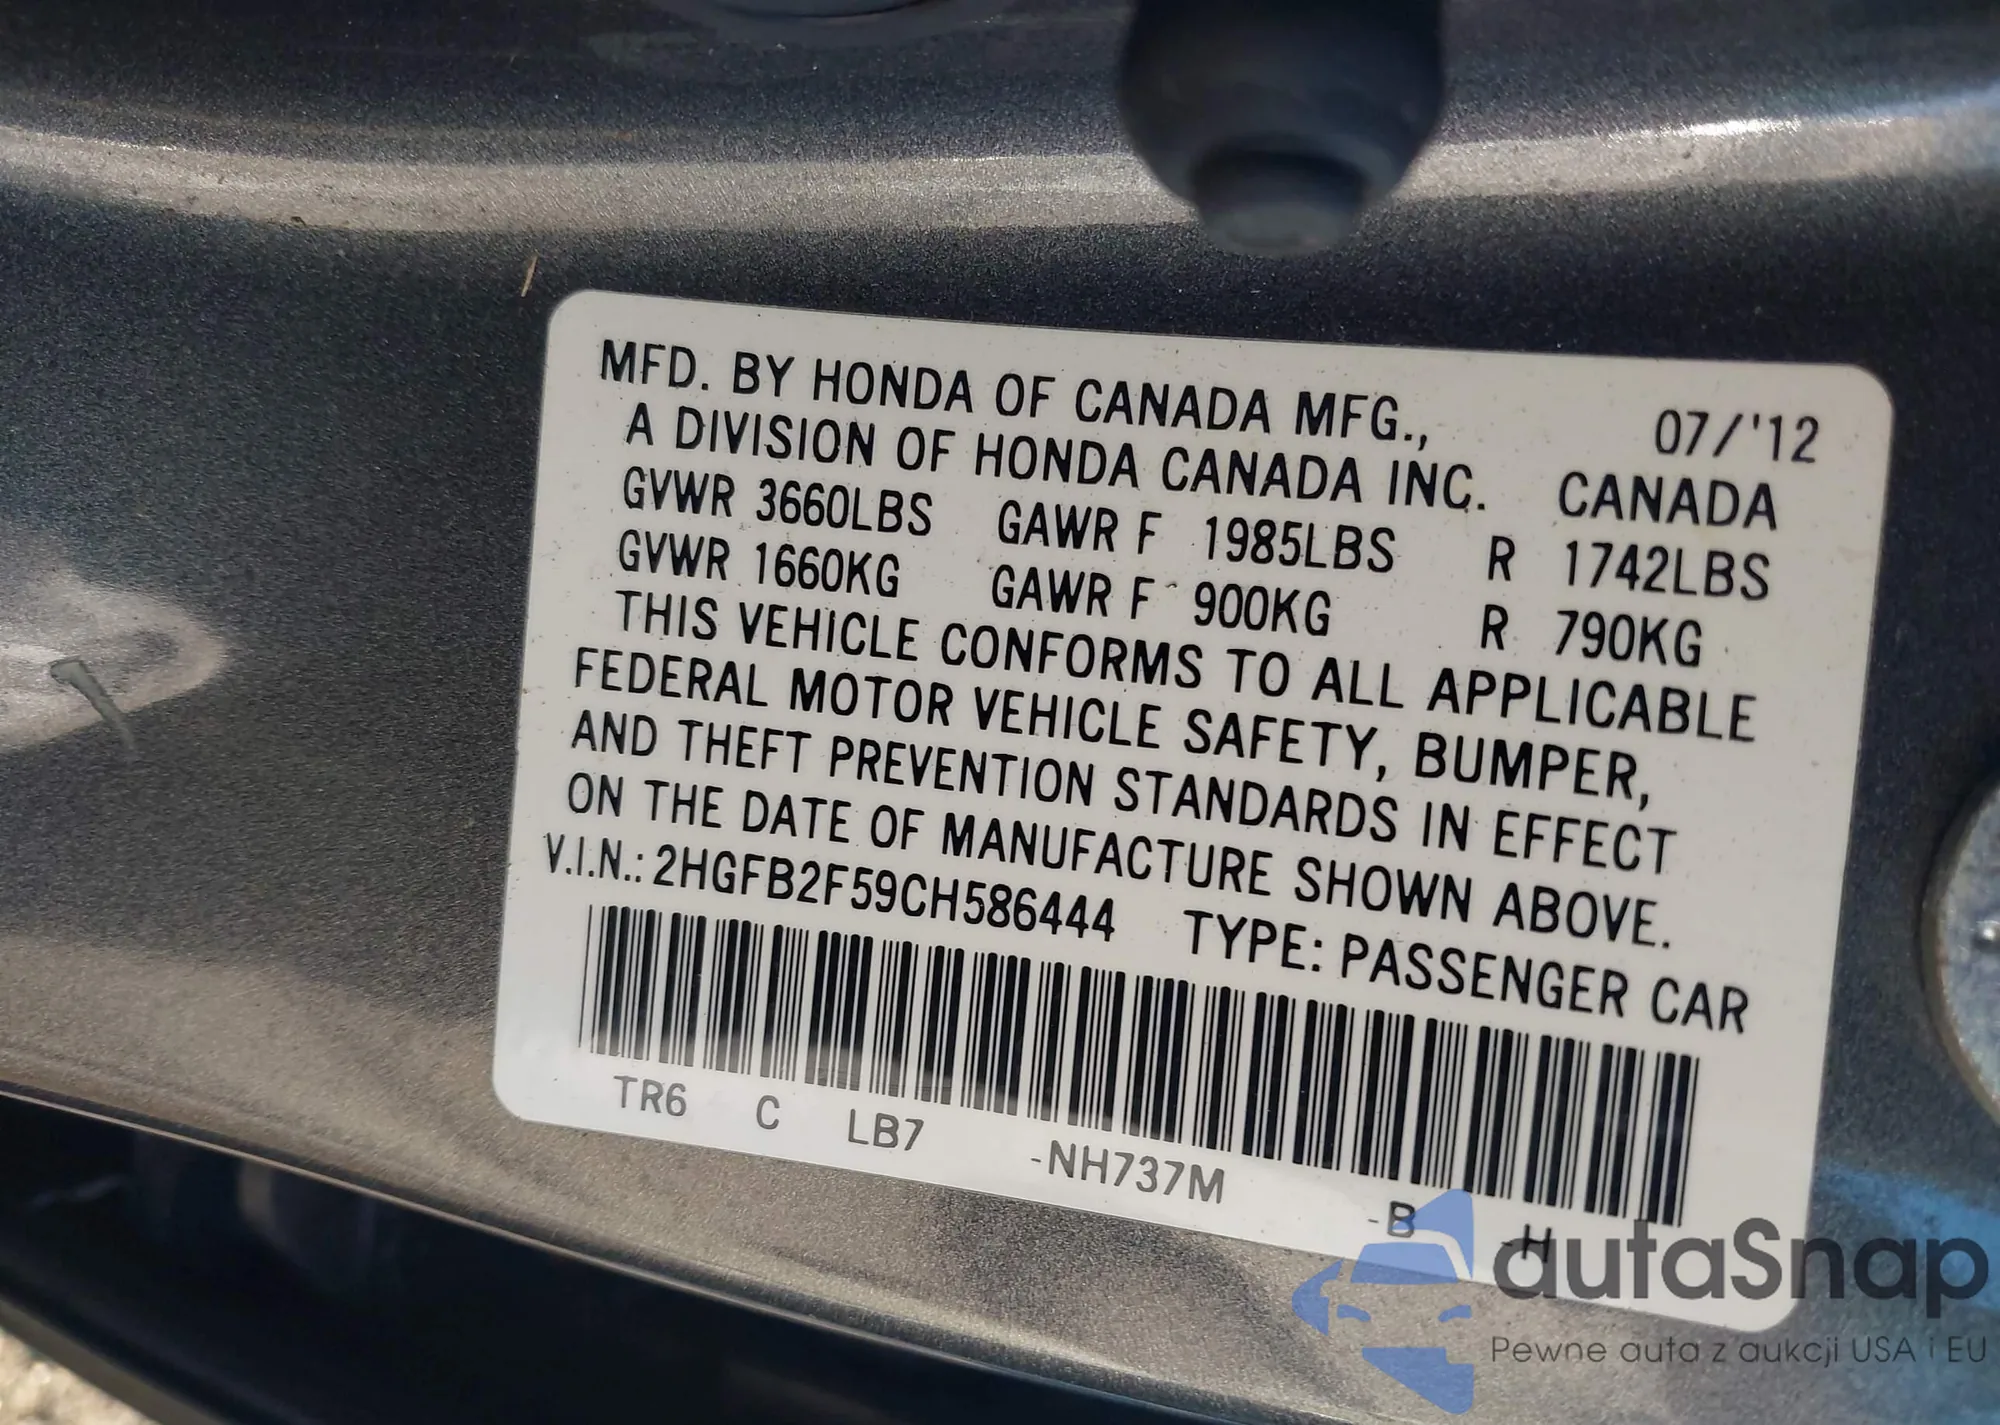 MFD. BY HONDA OF CANADA MFG., 07/'12
A DIVISION OF HONDA CANADA INC. CANADA
GVWR 3660LBS GAWR F 1985LBS R 1742LBS
GVWR 1660KG GAWR F 900KG R 790KG
THIS VEHICLE CONFORMS TO ALL APPLICABLE
FEDERAL MOTOR VEHICLE SAFETY, BUMPER,
AND THEFT PREVENTION STANDARDS IN EFFECT
ON THE DATE OF MANUFACTURE SHOWN ABOVE.
V.I.N.: 2HGFB2F59CH586444 TYPE: PASSENGER CAR
TR6 C LB7 -NH737M -B -H
autaSnap
Pewne auta z aukcji USA i EU